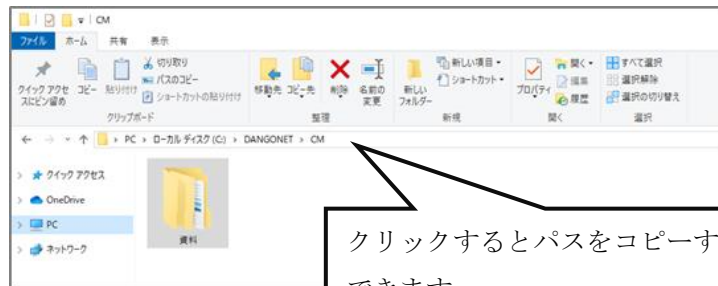 CM
ファイル ホーム 共有 表示
クイック アクセスにピン留め
コピー
貼り付け
切り取り
パスのコピー
ショートカットの貼り付け
クリップボード
移動先
コピー先
削除
名前の変更
整理
新しいフォルダー
新しい項目
ショートカット
新規
プロパティ
開く
編集
履歴
開く
すべて選択
選択解除
選択の切り替え
選択
PC › ローカル ディスク (C:) › DANGONET › CM
クイック アクセス
OneDrive
PC
ネットワーク
資料
クリックするとパスをコピーす